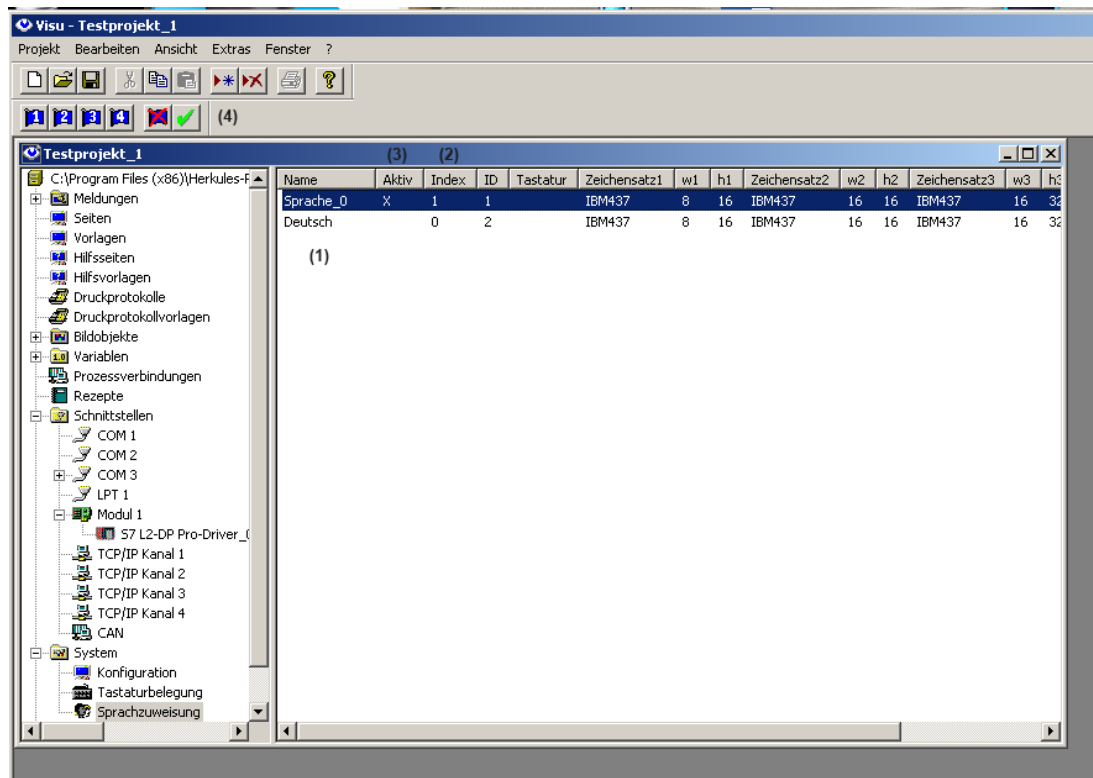 Visu - Testprojekt_1
Projekt Bearbeiten Ansicht Extras Fenster ?
1 2 3 4 (4)
Testprojekt_1 (3) (2)
C:\Program Files (x86)\Herkules-F
Meldungen
Seiten
Vorlagen
Hilfsseiten
Hilfsvorlagen
Druckprotokolle
Druckprotokollvorlagen
Bildobjekte
Variablen
Prozessverbindungen
Rezepte
Schnittstellen
COM 1
COM 2
COM 3
LPT 1
Modul 1
S7 L2-DP Pro-Driver_(
TCP/IP Kanal 1
TCP/IP Kanal 2
TCP/IP Kanal 3
TCP/IP Kanal 4
CAN
System
Konfiguration
Tastaturbelegung
Sprachzuweisung
Name Aktiv Index ID Tastatur Zeichensatz1 w1 h1 Zeichensatz2 w2 h2 Zeichensatz3 w3 h3
Sprache_0 X 1 1 IBM437 8 16 IBM437 16 16 IBM437 16 32
Deutsch 0 2 IBM437 8 16 IBM437 16 16 IBM437 16 32
(1)